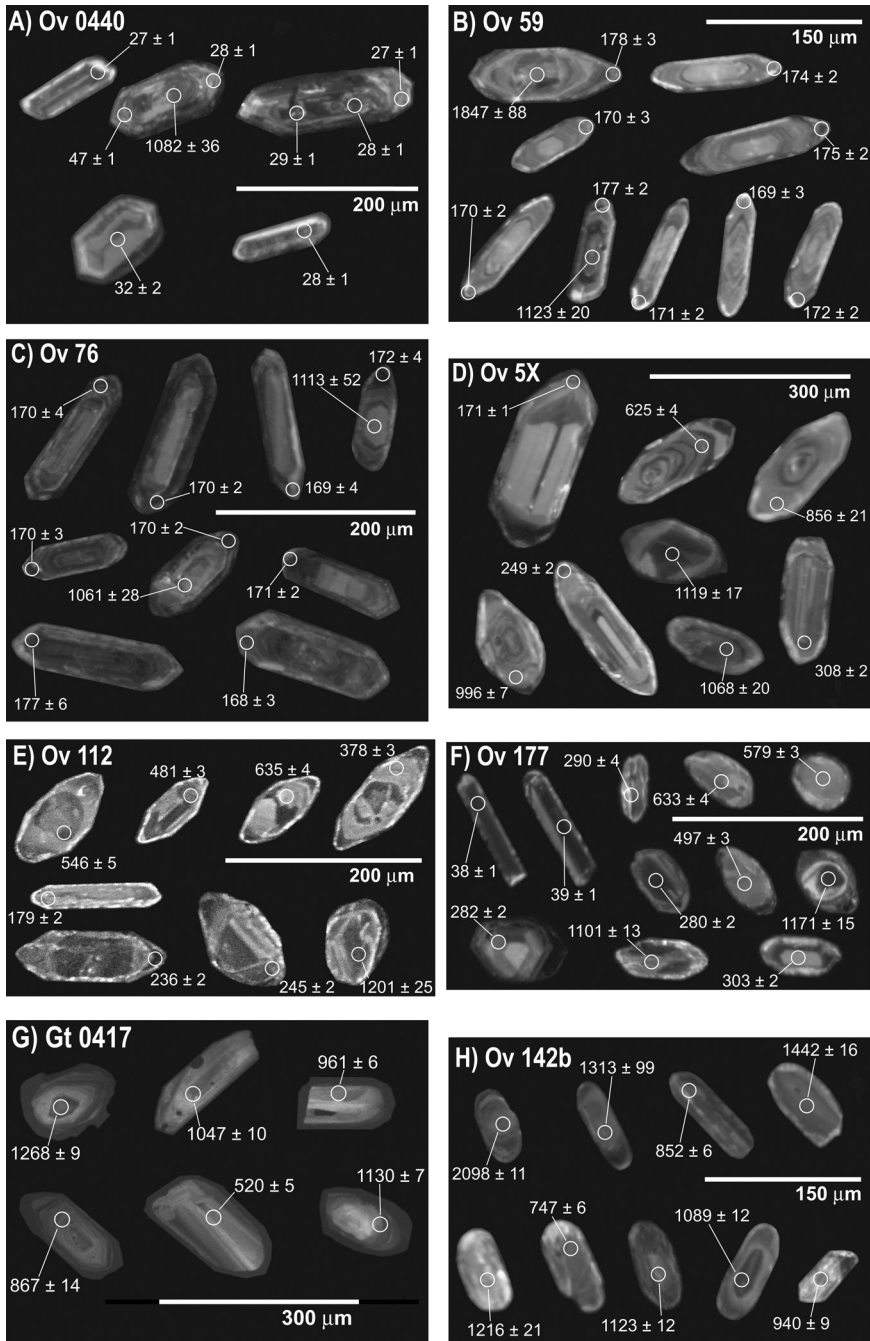 A) Ov 0440
27 ± 1
28 ± 1
27 ± 1
47 ± 1
1082 ± 36
29 ± 1
28 ± 1
200 μm
32 ± 2
28 ± 1
B) Ov 59
150 μm
178 ± 3
174 ± 2
1847 ± 88
170 ± 3
175 ± 2
177 ± 2
169 ± 3
170 ± 2
1123 ± 20
171 ± 2
172 ± 2
C) Ov 76
172 ± 4
1113 ± 52
170 ± 4
170 ± 2
169 ± 4
200 μm
170 ± 3
170 ± 2
1061 ± 28
171 ± 2
177 ± 6
168 ± 3
D) Ov 5X
300 μm
171 ± 1
625 ± 4
856 ± 21
249 ± 2
1119 ± 17
996 ± 7
1068 ± 20
308 ± 2
E) Ov 112
378 ± 3
481 ± 3
635 ± 4
546 ± 5
200 μm
179 ± 2
236 ± 2
245 ± 2
1201 ± 25
F) Ov 177
290 ± 4
579 ± 3
633 ± 4
200 μm
38 ± 1
39 ± 1
497 ± 3
280 ± 2
1171 ± 15
282 ± 2
1101 ± 13
303 ± 2
G) Gt 0417
961 ± 6
1047 ± 10
1268 ± 9
520 ± 5
1130 ± 7
867 ± 14
300 μm
H) Ov 142b
1313 ± 99
1442 ± 16
852 ± 6
2098 ± 11
150 μm
747 ± 6
1089 ± 12
1216 ± 21
1123 ± 12
940 ± 9